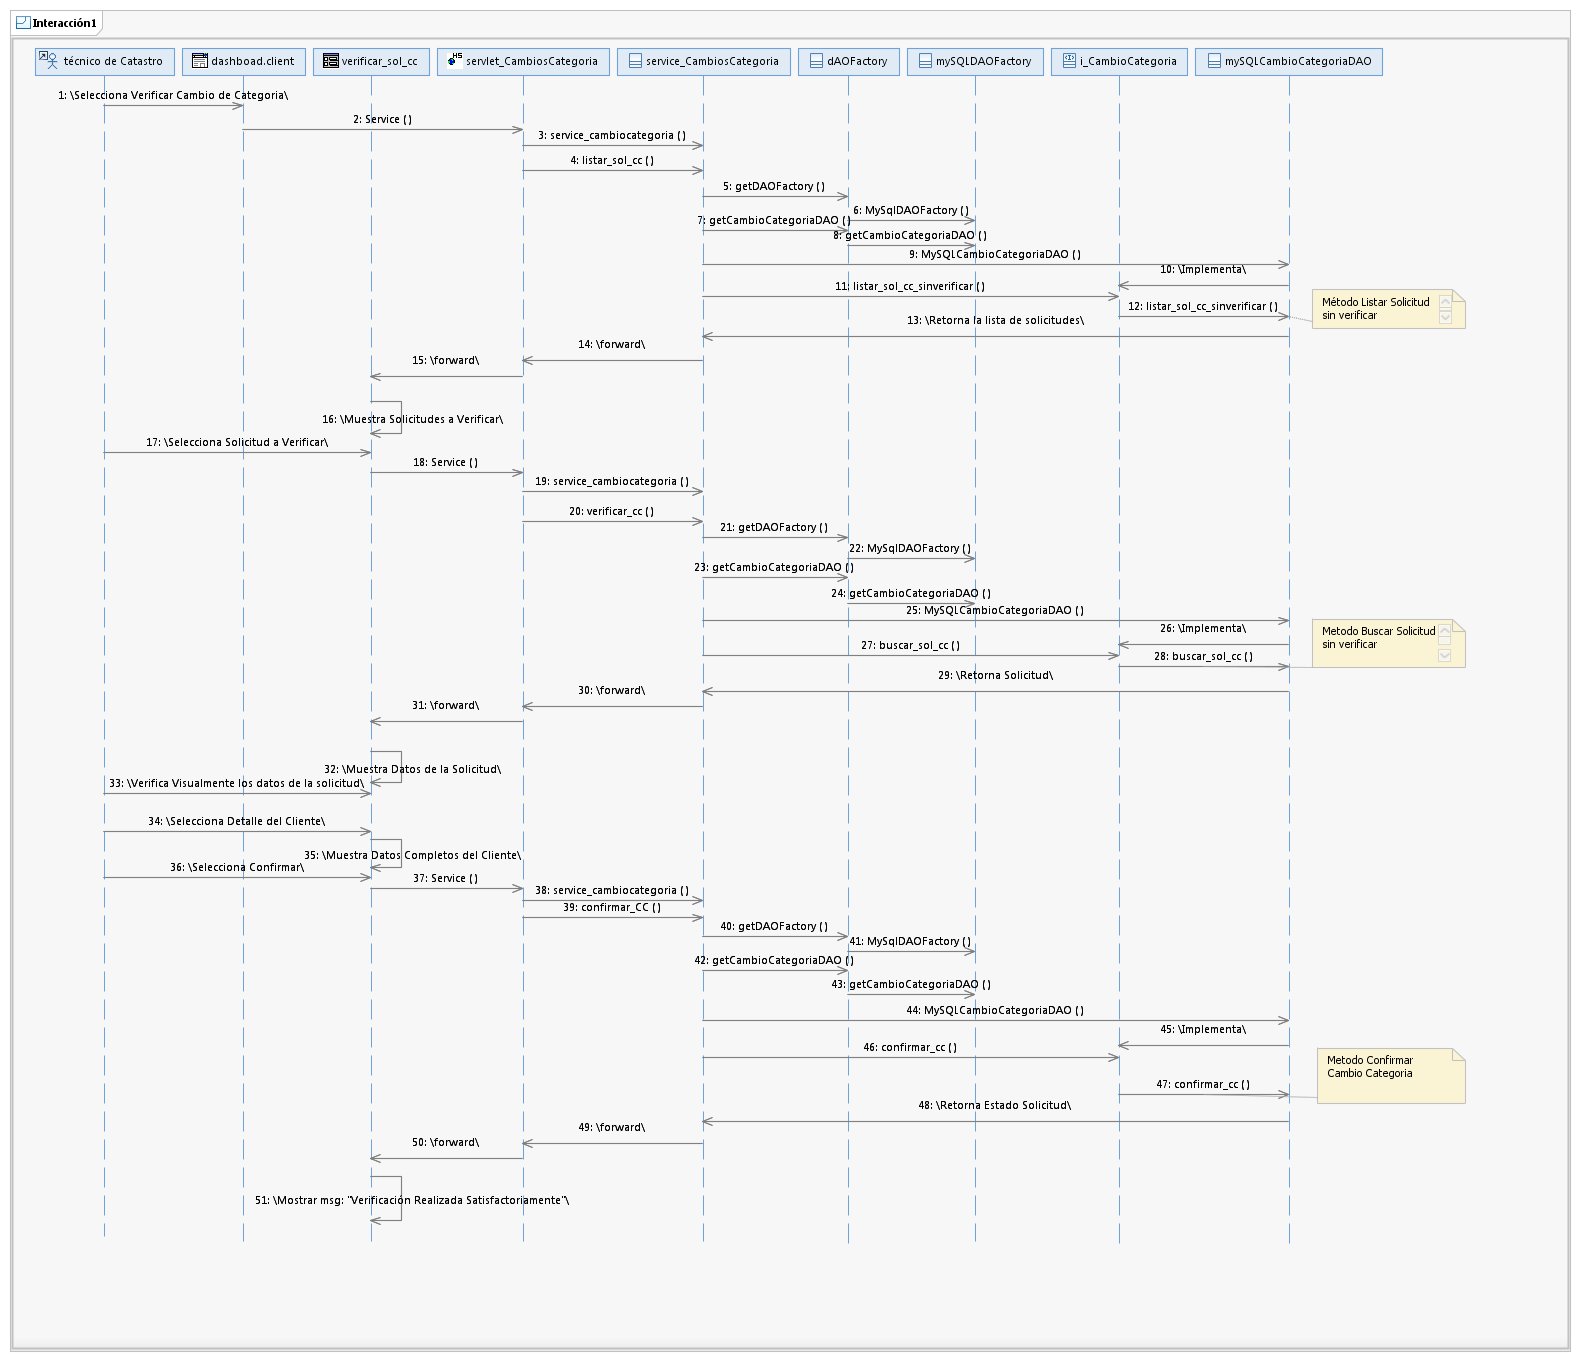 Interacción1
técnico de Catastro
dashboad.client
verificar_sol_cc
servlet_CambiosCategoria
service_CambiosCategoria
dAOFactory
mySQLDAOFactory
i_CambioCategoria
mySQLCambioCategoriaDAO
1: \Selecciona Verificar Cambio de Categoria\
2: Service ( )
3: service_cambiocategoria ( )
4: listar_sol_cc ( )
5: getDAOFactory ( )
6: MySqlDAOFactory ( )
7: getCambioCategoriaDAO ( )
8: getCambioCategoriaDAO ( )
9: MySQLCambioCategoriaDAO ( )
10: \Implementa\
11: listar_sol_cc_sinverificar ( )
12: listar_sol_cc_sinverificar ( )
Método Listar Solicitud
sin verificar
13: \Retorna la lista de solicitudes\
14: \forward\
15: \forward\
16: \Muestra Solicitudes a Verificar\
17: \Selecciona Solicitud a Verificar\
18: Service ( )
19: service_cambiocategoria ( )
20: verificar_cc ( )
21: getDAOFactory ( )
22: MySqlDAOFactory ( )
23: getCambioCategoriaDAO ( )
24: getCambioCategoriaDAO ( )
25: MySQLCambioCategoriaDAO ( )
26: \Implementa\
27: buscar_sol_cc ( )
28: buscar_sol_cc ( )
Metodo Buscar Solicitud
sin verificar
29: \Retorna Solicitud\
30: \forward\
31: \forward\
32: \Muestra Datos de la Solicitud\
33: \Verifica Visualmente los datos de la solicitud\
34: \Selecciona Detalle del Cliente\
35: \Muestra Datos Completos del Cliente\
36: \Selecciona Confirmar\
37: Service ( )
38: service_cambiocategoria ( )
39: confirmar_CC ( )
40: getDAOFactory ( )
41: MySqlDAOFactory ( )
42: getCambioCategoriaDAO ( )
43: getCambioCategoriaDAO ( )
44: MySQLCambioCategoriaDAO ( )
45: \Implementa\
46: confirmar_cc ( )
47: confirmar_cc ( )
Metodo Confirmar
Cambio Categoria
48: \Retorna Estado Solicitud\
49: \forward\
50: \forward\
51: \Mostrar msg: "Verificación Realizada Satisfactoriamente"\